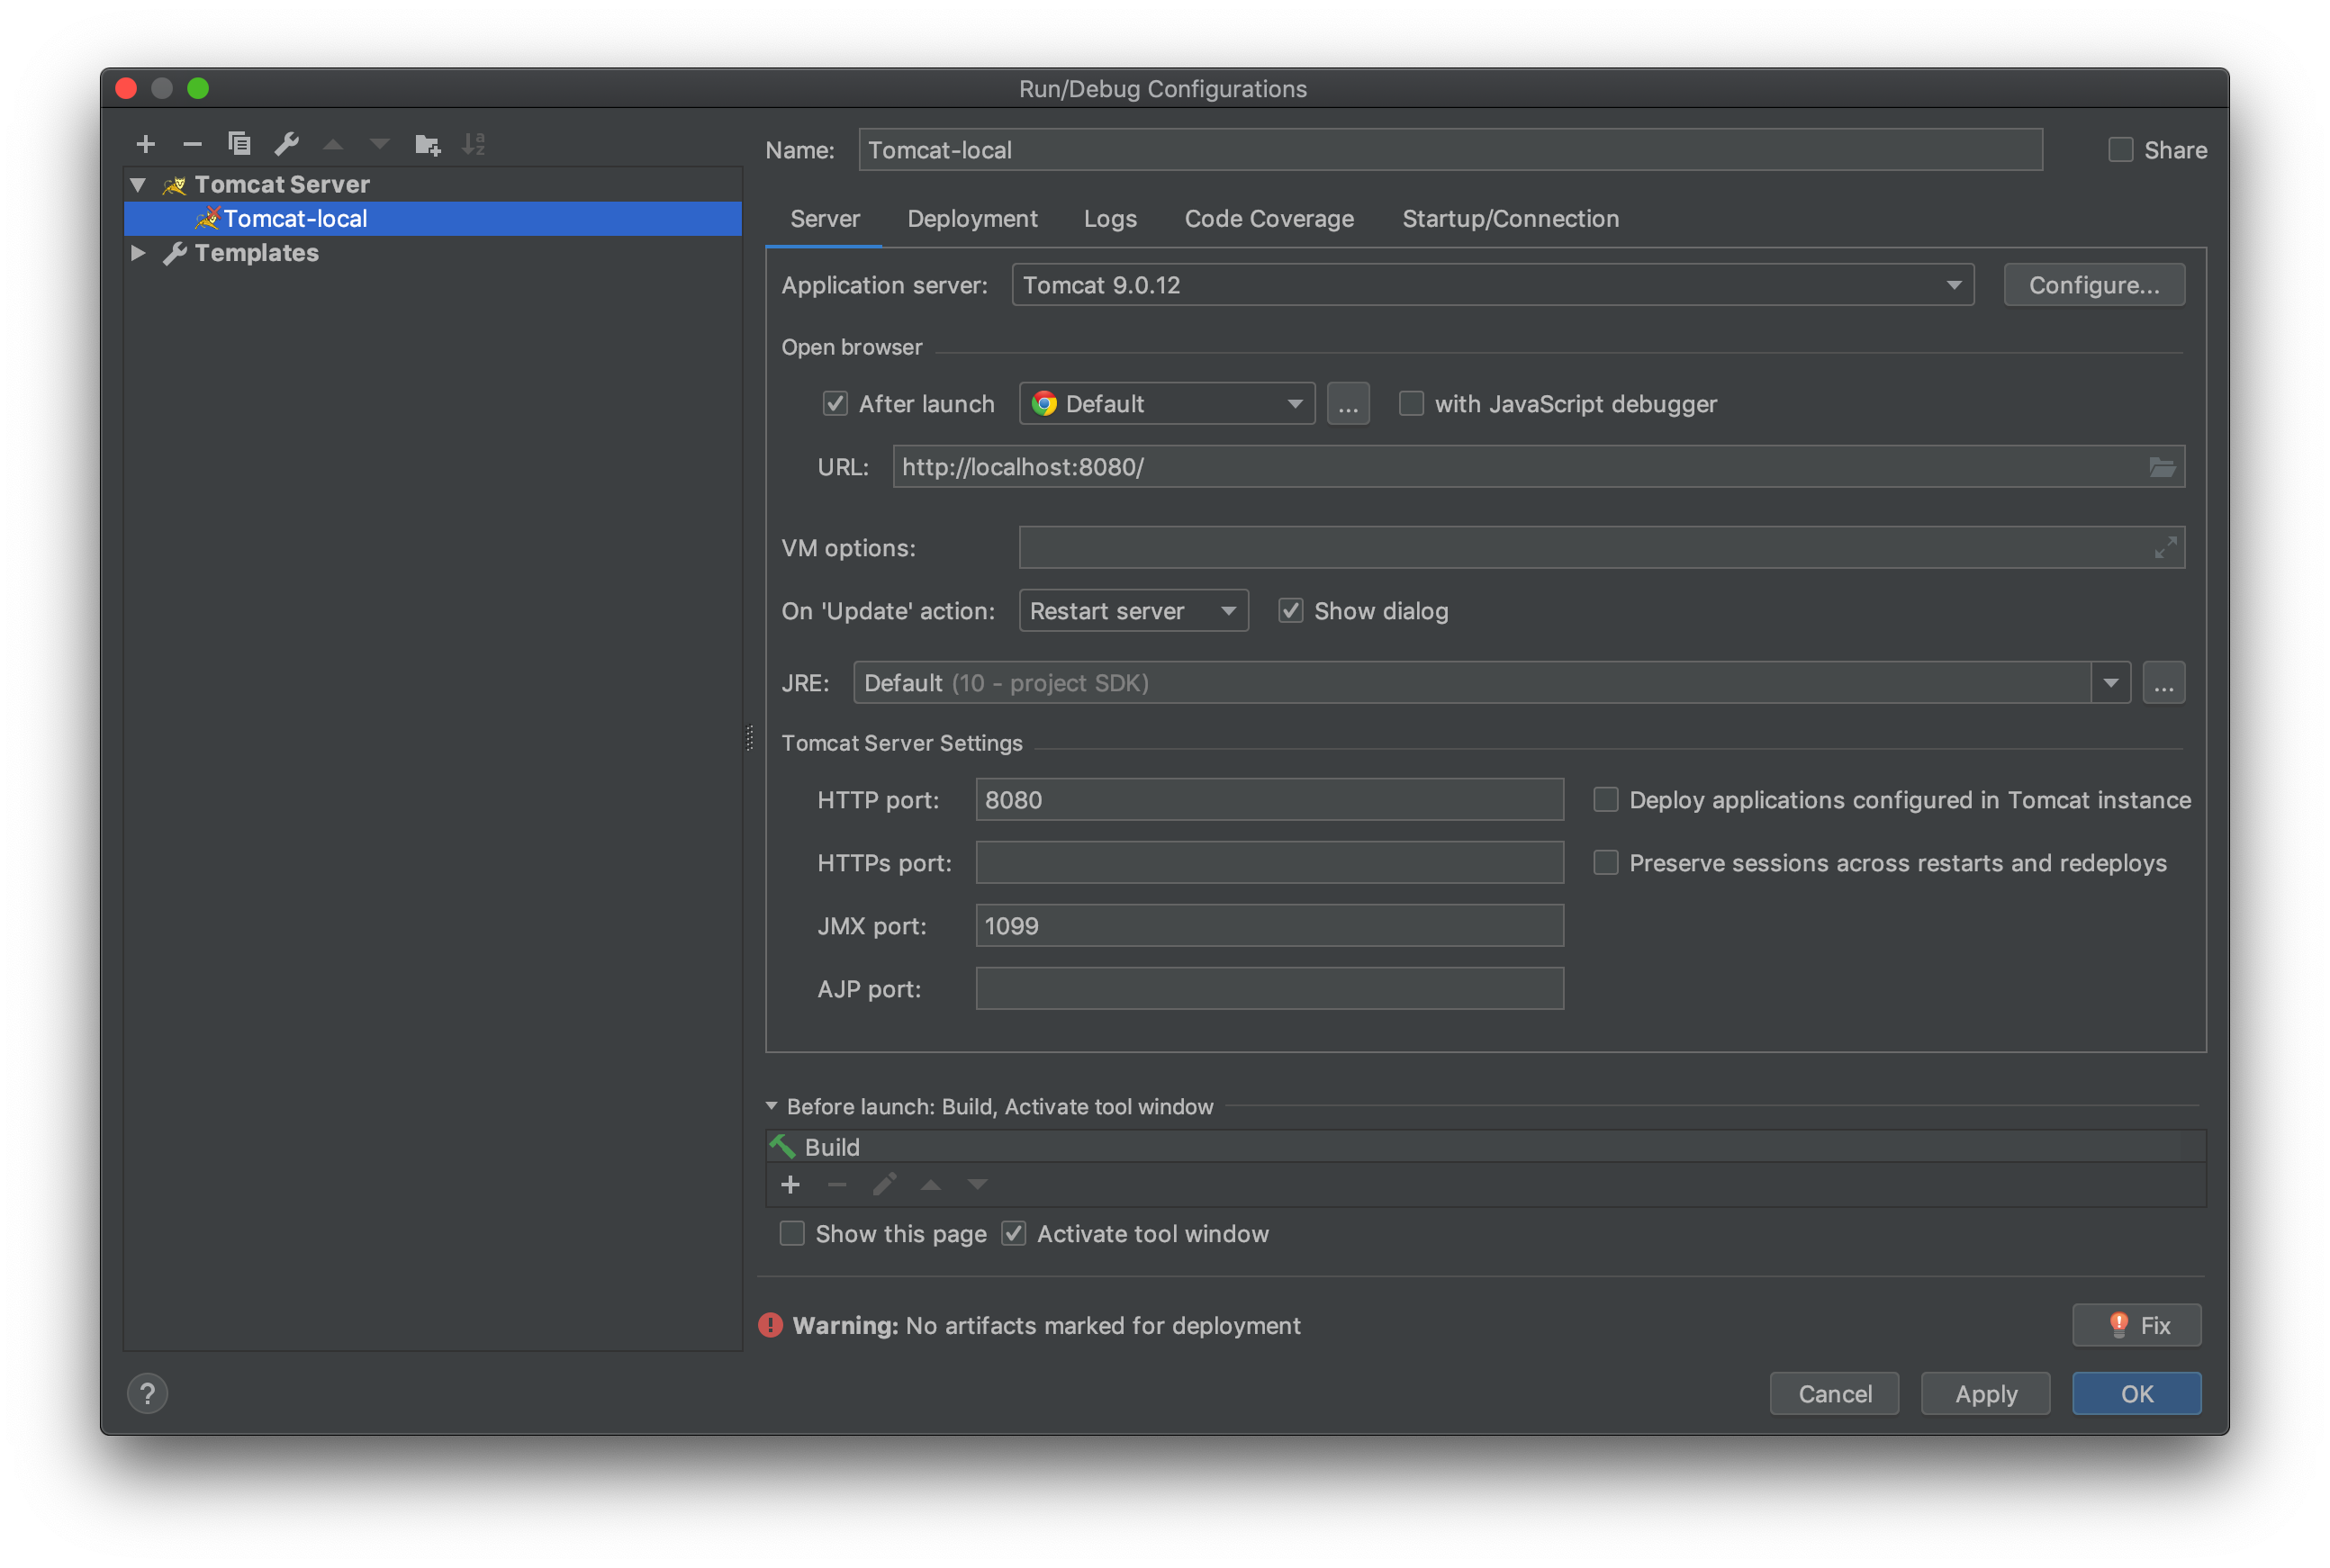 Run/Debug Configurations
Tomcat Server
Tomcat-local
Templates
Name: Tomcat-local Share
Server Deployment Logs Code Coverage Startup/Connection
Application server: Tomcat 9.0.12 Configure...
Open browser
After launch Default ... with JavaScript debugger
URL: http://localhost:8080/
VM options:
On 'Update' action: Restart server Show dialog
JRE: Default (10 - project SDK) ...
Tomcat Server Settings
HTTP port: 8080 Deploy applications configured in Tomcat instance
HTTPs port: Preserve sessions across restarts and redeploys
JMX port: 1099
AJP port:
Before launch: Build, Activate tool window
Build
Show this page Activate tool window
Warning: No artifacts marked for deployment Fix
? Cancel Apply OK